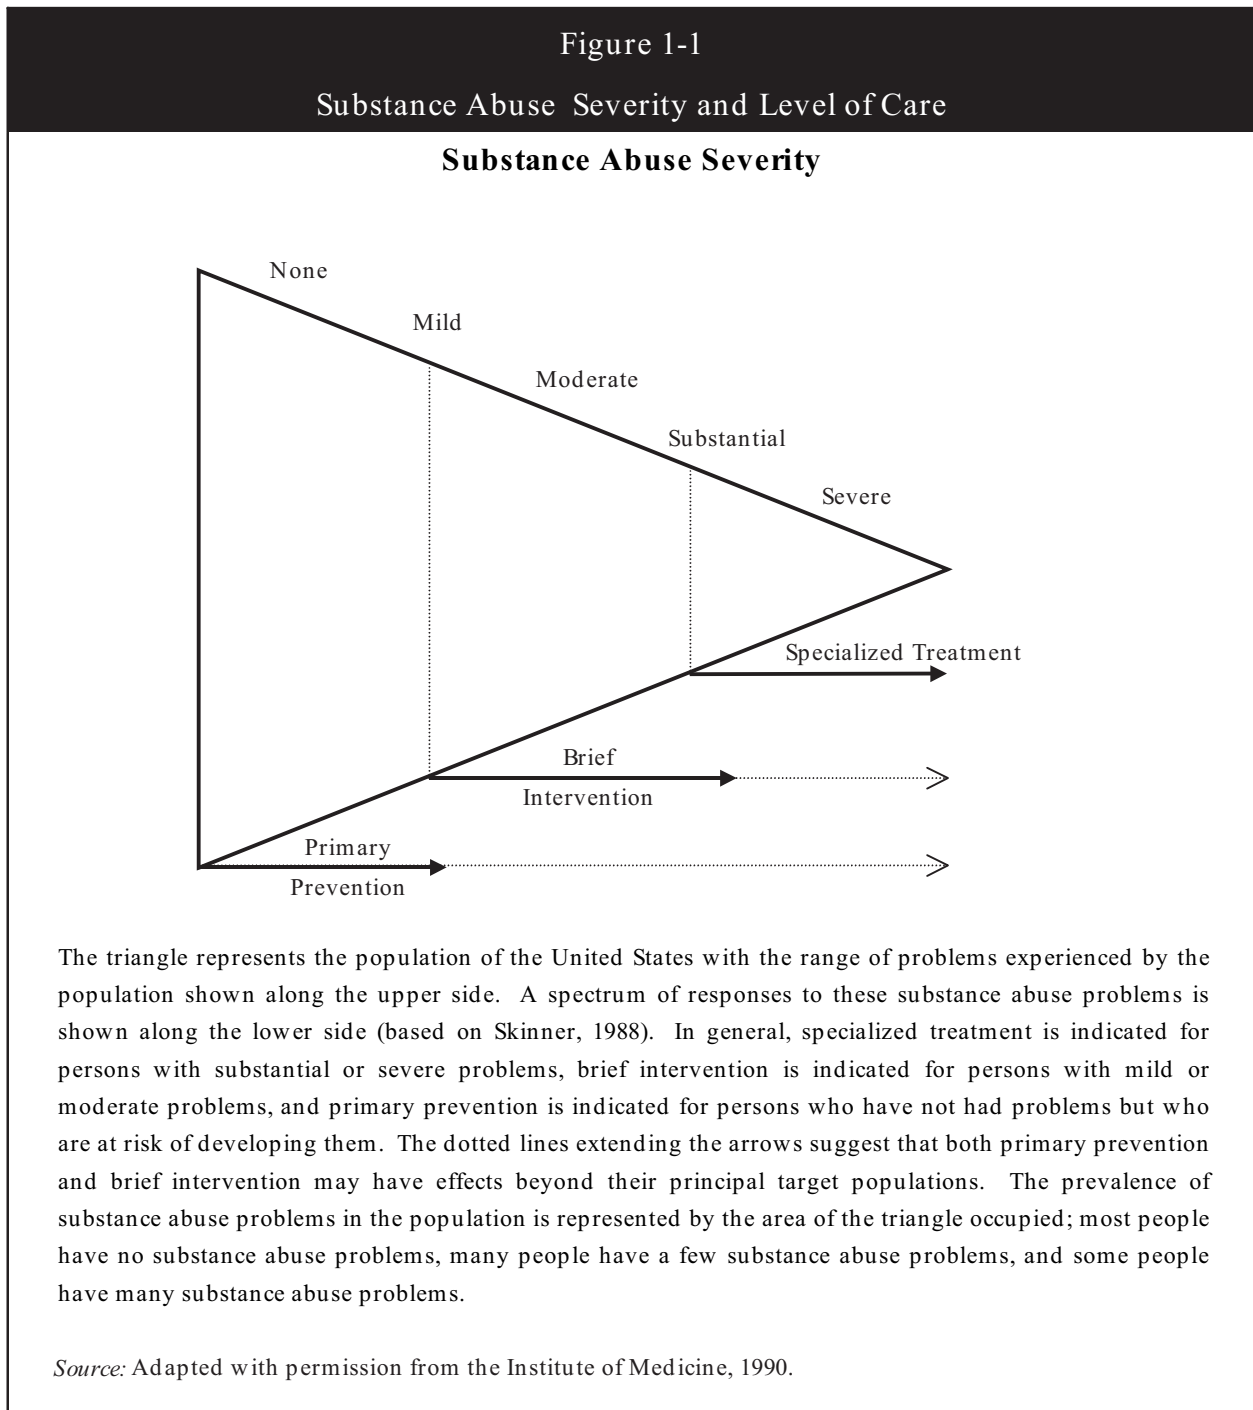 Figure 1-1
Substance Abuse Severity and Level of Care
Substance Abuse Severity
None
Mild
Moderate
Substantial
Severe
Specialized Treatment
Brief
Intervention
Primary
Prevention
The triangle represents the population of the United States with the range of problems experienced by the
population shown along the upper side. A spectrum of responses to these substance abuse problems is
shown along the lower side (based on Skinner, 1988). In general, specialized treatment is indicated for
persons with substantial or severe problems, brief intervention is indicated for persons with mild or
moderate problems, and primary prevention is indicated for persons who have not had problems but who
are at risk of developing them. The dotted lines extending the arrows suggest that both primary prevention
and brief intervention may have effects beyond their principal target populations. The prevalence of
substance abuse problems in the population is represented by the area of the triangle occupied; most people
have no substance abuse problems, many people have a few substance abuse problems, and some people
have many substance abuse problems.
Source: Adapted with permission from the Institute of Medicine, 1990.